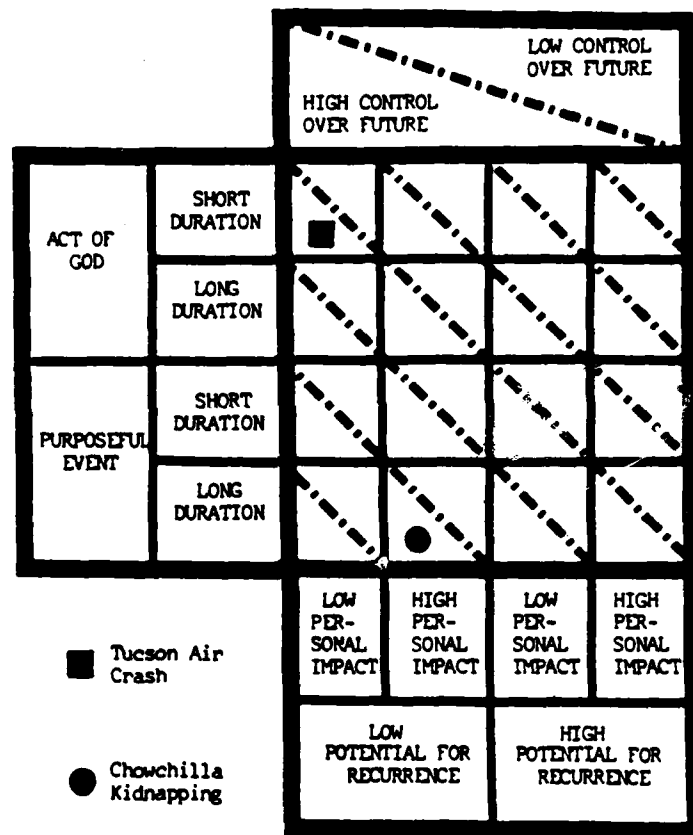 LOW CONTROL
OVER FUTURE
HIGH CONTROL
OVER FUTURE
ACT OF
GOD
SHORT
DURATION
LONG
DURATION
PURPOSEFUL
EVENT
SHORT
DURATION
LONG
DURATION
LOW
PER-
SONAL
IMPACT
HIGH
PER-
SONAL
IMPACT
LOW
PER-
SONAL
IMPACT
HIGH
PER-
SONAL
IMPACT
LOW
POTENTIAL FOR
RECURRENCE
HIGH
POTENTIAL FOR
RECURRENCE
Tucson Air
Crash
Chowchilla
Kidnapping